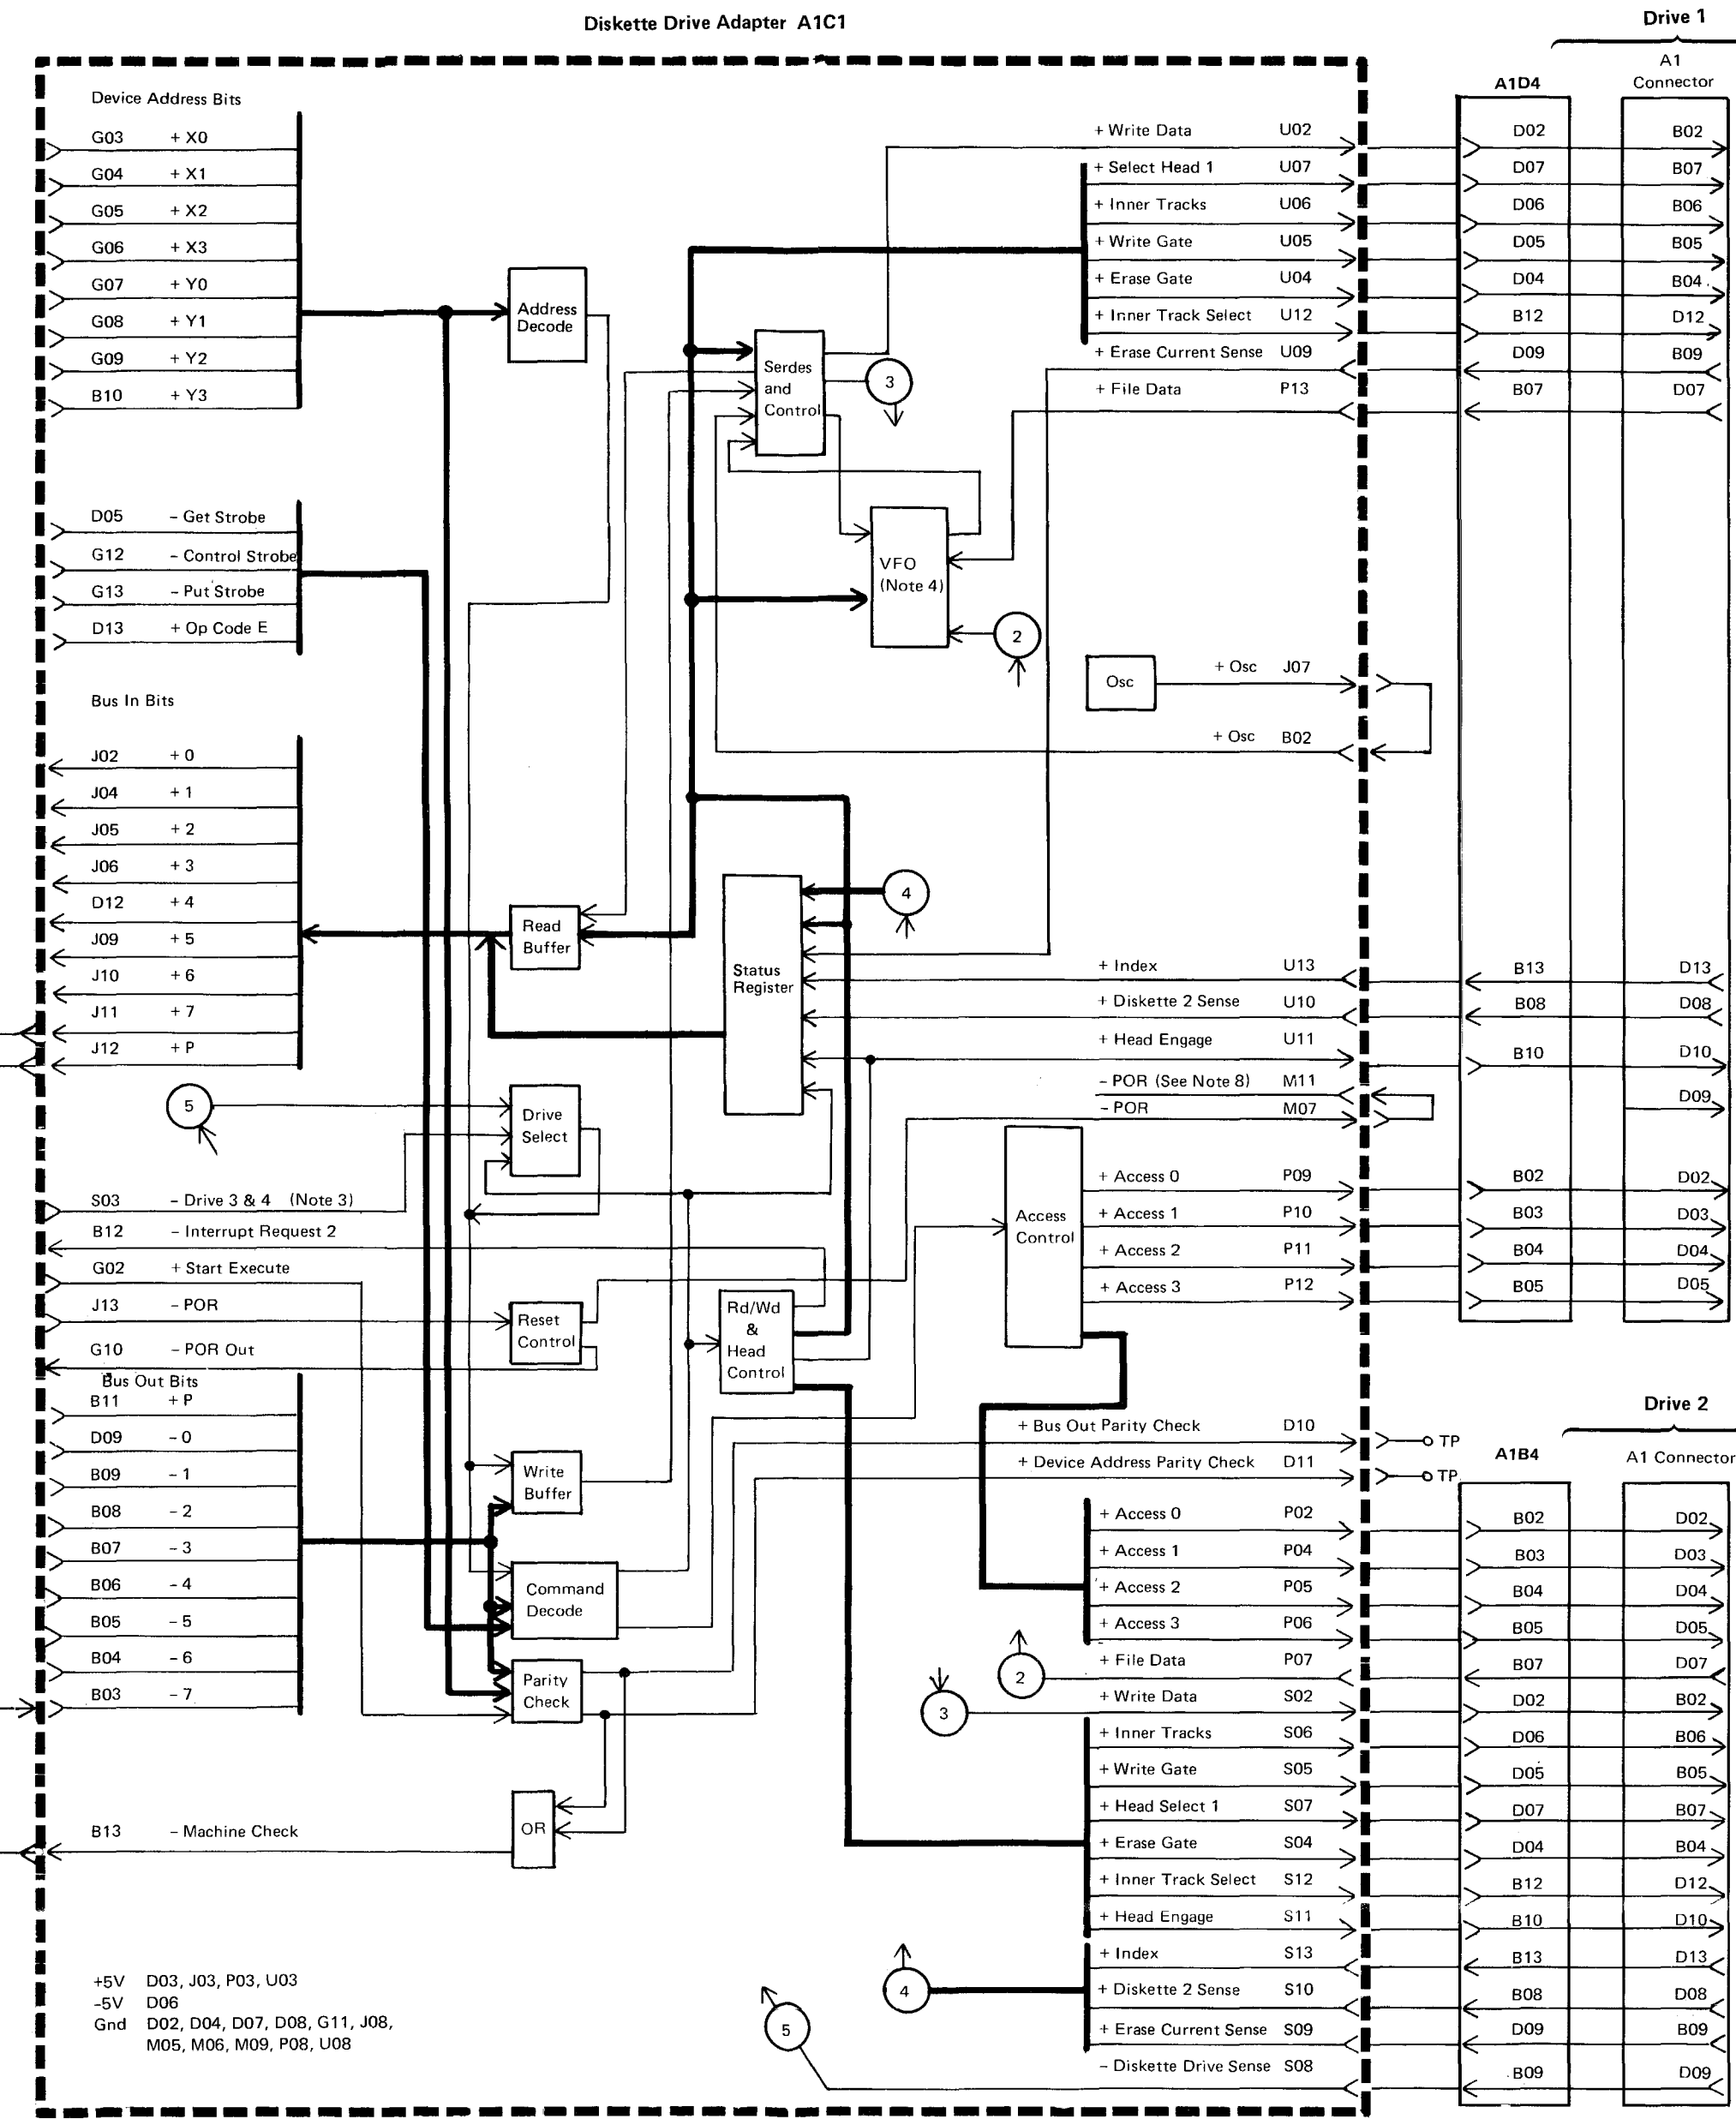 Diskette Drive Adapter A1C1
Drive 1
A1
Connector
A1D4
Device Address Bits
G03 + X0
G04 + X1
G05 + X2
G06 + X3
G07 + Y0
G08 + Y1
G09 + Y2
B10 + Y3
Address
Decode
+ Write Data U02 D02 B02
+ Select Head 1 U07 D07 B07
+ Inner Tracks U06 D06 B06
+ Write Gate U05 D05 B05
+ Erase Gate U04 D04 B04
+ Inner Track Select U12 B12 D12
+ Erase Current Sense U09 D09 B09
+ File Data P13 B07 D07
Serdes
and
Control
3
D05 - Get Strobe
G12 - Control Strobe
G13 - Put Strobe
D13 + Op Code E
VFO
(Note 4)
2
Osc
+ Osc J07
+ Osc B02
Bus In Bits
J02 + 0
J04 + 1
J05 + 2
J06 + 3
D12 + 4
J09 + 5
J10 + 6
J11 + 7
J12 + P
Read
Buffer
Status
Register
4
+ Index U13 B13 D13
+ Diskette 2 Sense U10 B08 D08
+ Head Engage U11 B10 D10
- POR (See Note 8) M11
D09
- POR M07
5
Drive
Select
Access
Control
+ Access 0 P09 B02 D02
+ Access 1 P10 B03 D03
+ Access 2 P11 B04 D04
+ Access 3 P12 B05 D05
S03 - Drive 3 & 4 (Note 3)
B12 - Interrupt Request 2
G02 + Start Execute
J13 - POR
G10 - POR Out
Reset
Control
Rd/Wd
&
Head
Control
Bus Out Bits
B11 + P
D09 - 0
B09 - 1
B08 - 2
B07 - 3
B06 - 4
B05 - 5
B04 - 6
B03 - 7
Write
Buffer
Command
Decode
Parity
Check
OR
B13 - Machine Check
+ Bus Out Parity Check D10 TP
+ Device Address Parity Check D11 TP
Drive 2
A1B4
A1 Connector
+ Access 0 P02 B02 D02
+ Access 1 P04 B03 D03
+ Access 2 P05 B04 D04
+ Access 3 P06 B05 D05
2
+ File Data P07 B07 D07
3
+ Write Data S02 D02 B02
+ Inner Tracks S06 D06 B06
+ Write Gate S05 D05 B05
+ Head Select 1 S07 D07 B07
+ Erase Gate S04 D04 B04
+ Inner Track Select S12 B12 D12
+ Head Engage S11 B10 D10
+ Index S13 B13 D13
4
+ Diskette 2 Sense S10 B08 D08
5
+ Erase Current Sense S09 D09 B09
- Diskette Drive Sense S08 B09 D09
+5V D03, J03, P03, U03
-5V D06
Gnd D02, D04, D07, D08, G11, J08,
M05, M06, M09, P08, U08